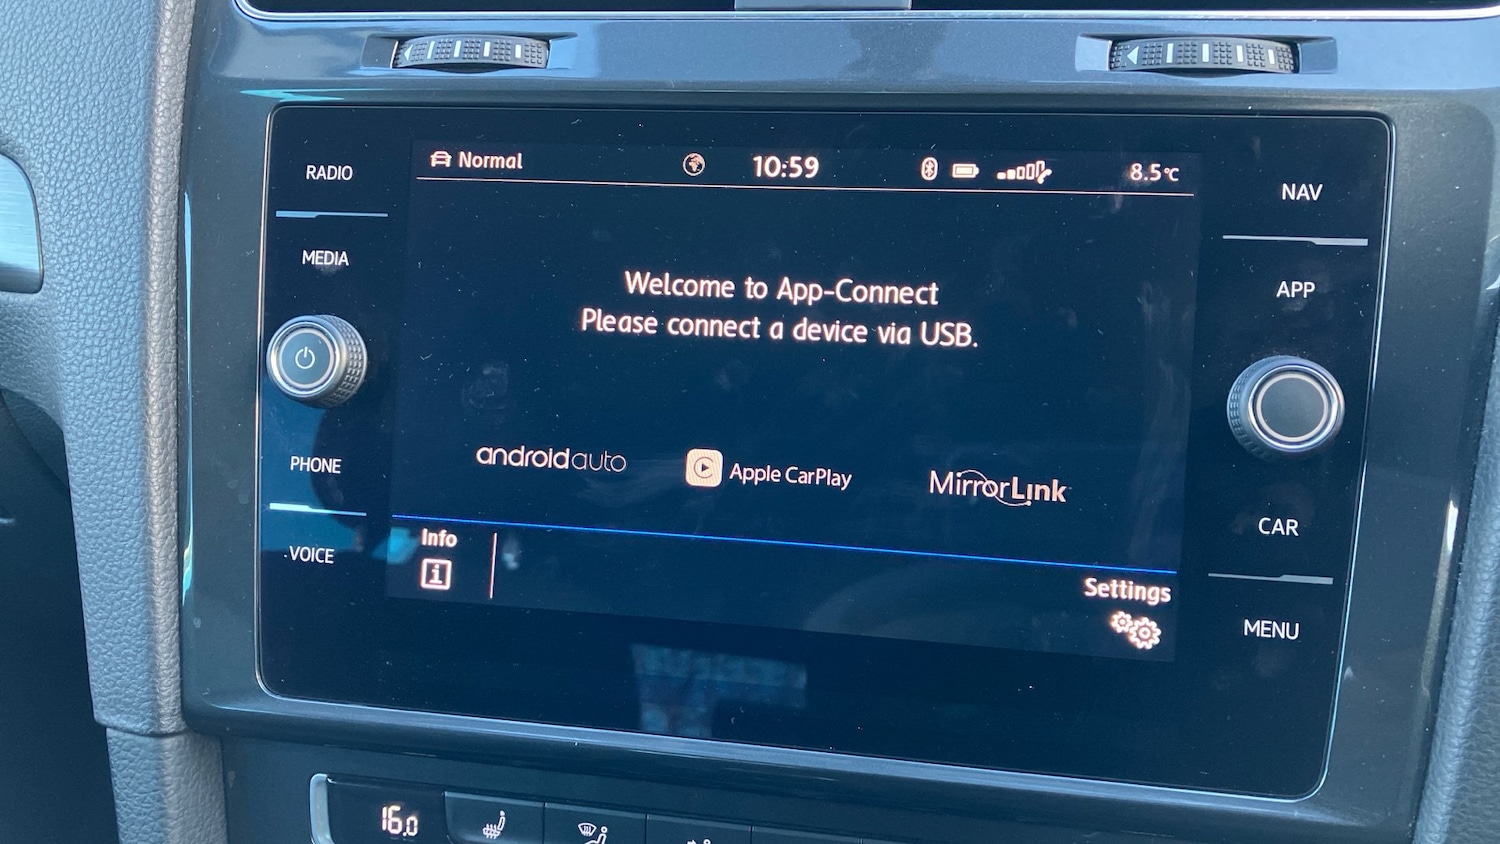 Normal
10:59
8.5°C
RADIO
MEDIA
PHONE
VOICE
Welcome to App-Connect
Please connect a device via USB.
androidauto
Apple CarPlay
MirrorLink
Info
i
Settings
NAV
APP
CAR
MENU
16.0